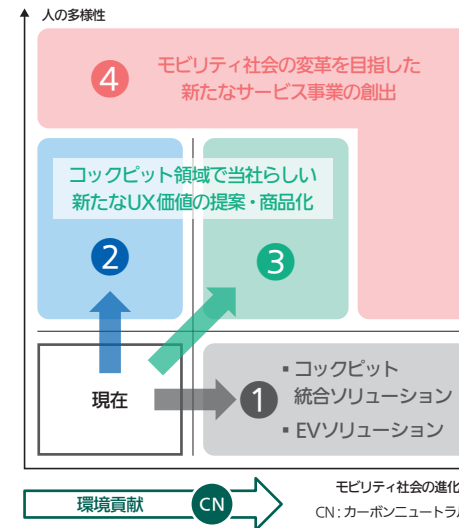 人の多様性
4
モビリティ社会の変革を目指した
新たなサービス事業の創出
コックピット領域で当社らしい
新たなUX価値の提案・商品化
2
3
現在
1
▪ コックピット
統合ソリューション
▪ EVソリューション
モビリティ社会の進化
環境貢献
CN
CN：カーボンニュートラル